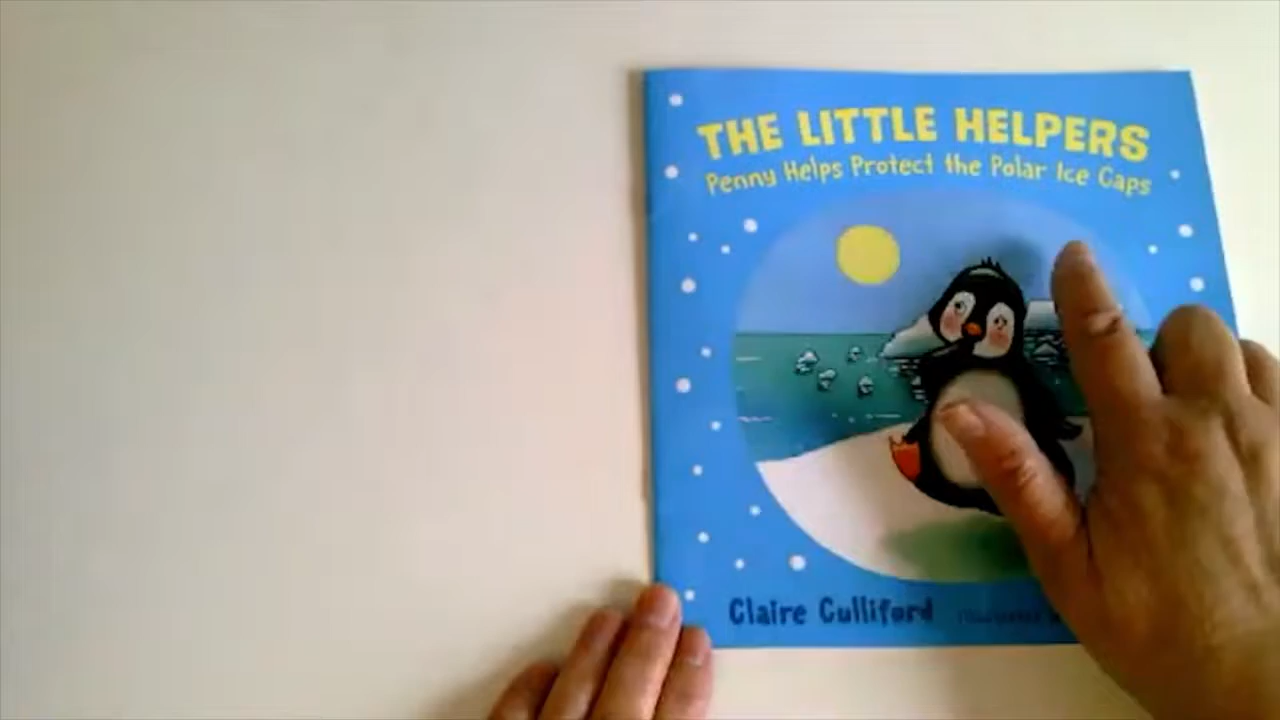 THE LITTLE HELPERS
Penny Helps Protect the Polar Ice Caps
Claire Culliford